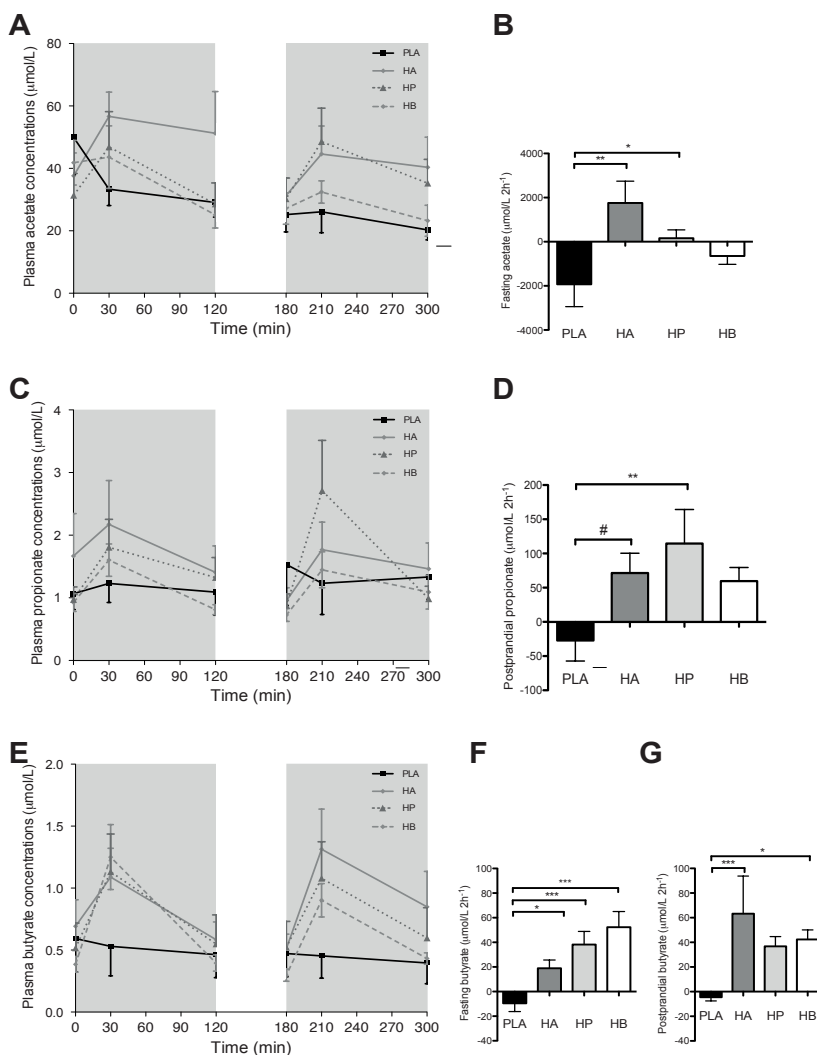 A
Plasma acetate concentrations (μmol/L)
80
60
40
20
0
PLA
HA
HP
HB
0 30 60 90 120 180 210 240 270 300
Time (min)
B
Fasting acetate (μmol/L 2h⁻¹)
4000
2000
0
-2000
-4000
*
**
PLA HA HP HB
C
Plasma propionate concentrations (μmol/L)
4
3
2
1
0
PLA
HA
HP
HB
0 30 60 90 120 180 210 240 270 300
Time (min)
D
Postprandial propionate (μmol/L 2h⁻¹)
200
150
100
50
0
-50
-100
**
#
PLA HA HP HB
E
Plasma butyrate concentrations (μmol/L)
2.0
1.5
1.0
0.5
0.0
PLA
HA
HP
HB
0 30 60 90 120 180 210 240 270 300
Time (min)
F
Fasting butyrate (μmol/L 2h⁻¹)
100
80
60
40
20
0
-20
-40
***
***
*
PLA HA HP HB
G
Postprandial butyrate (μmol/L 2h⁻¹)
100
80
60
40
20
0
-20
-40
*
***
PLA HA HP HB